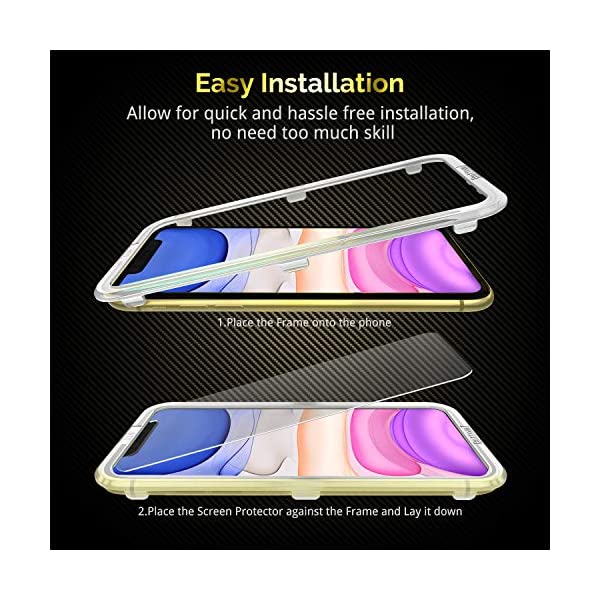 Easy Installation
Allow for quick and hassle free installation,
no need too much skill
1.Place the Frame onto the phone
2.Place the Screen Protector against the Frame and Lay it down